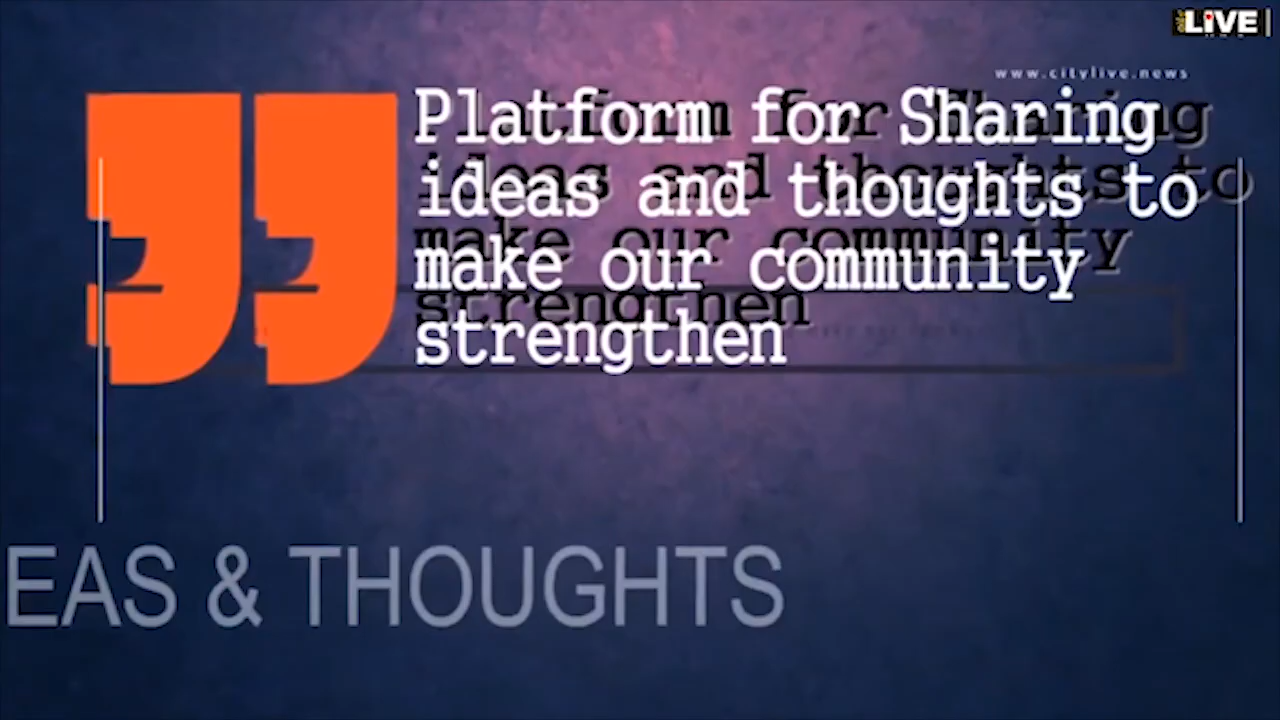 LiVE
www.citylive.news
Platform for Sharing
ideas and thoughts to
make our community
strengthen
EAS & THOUGHTS